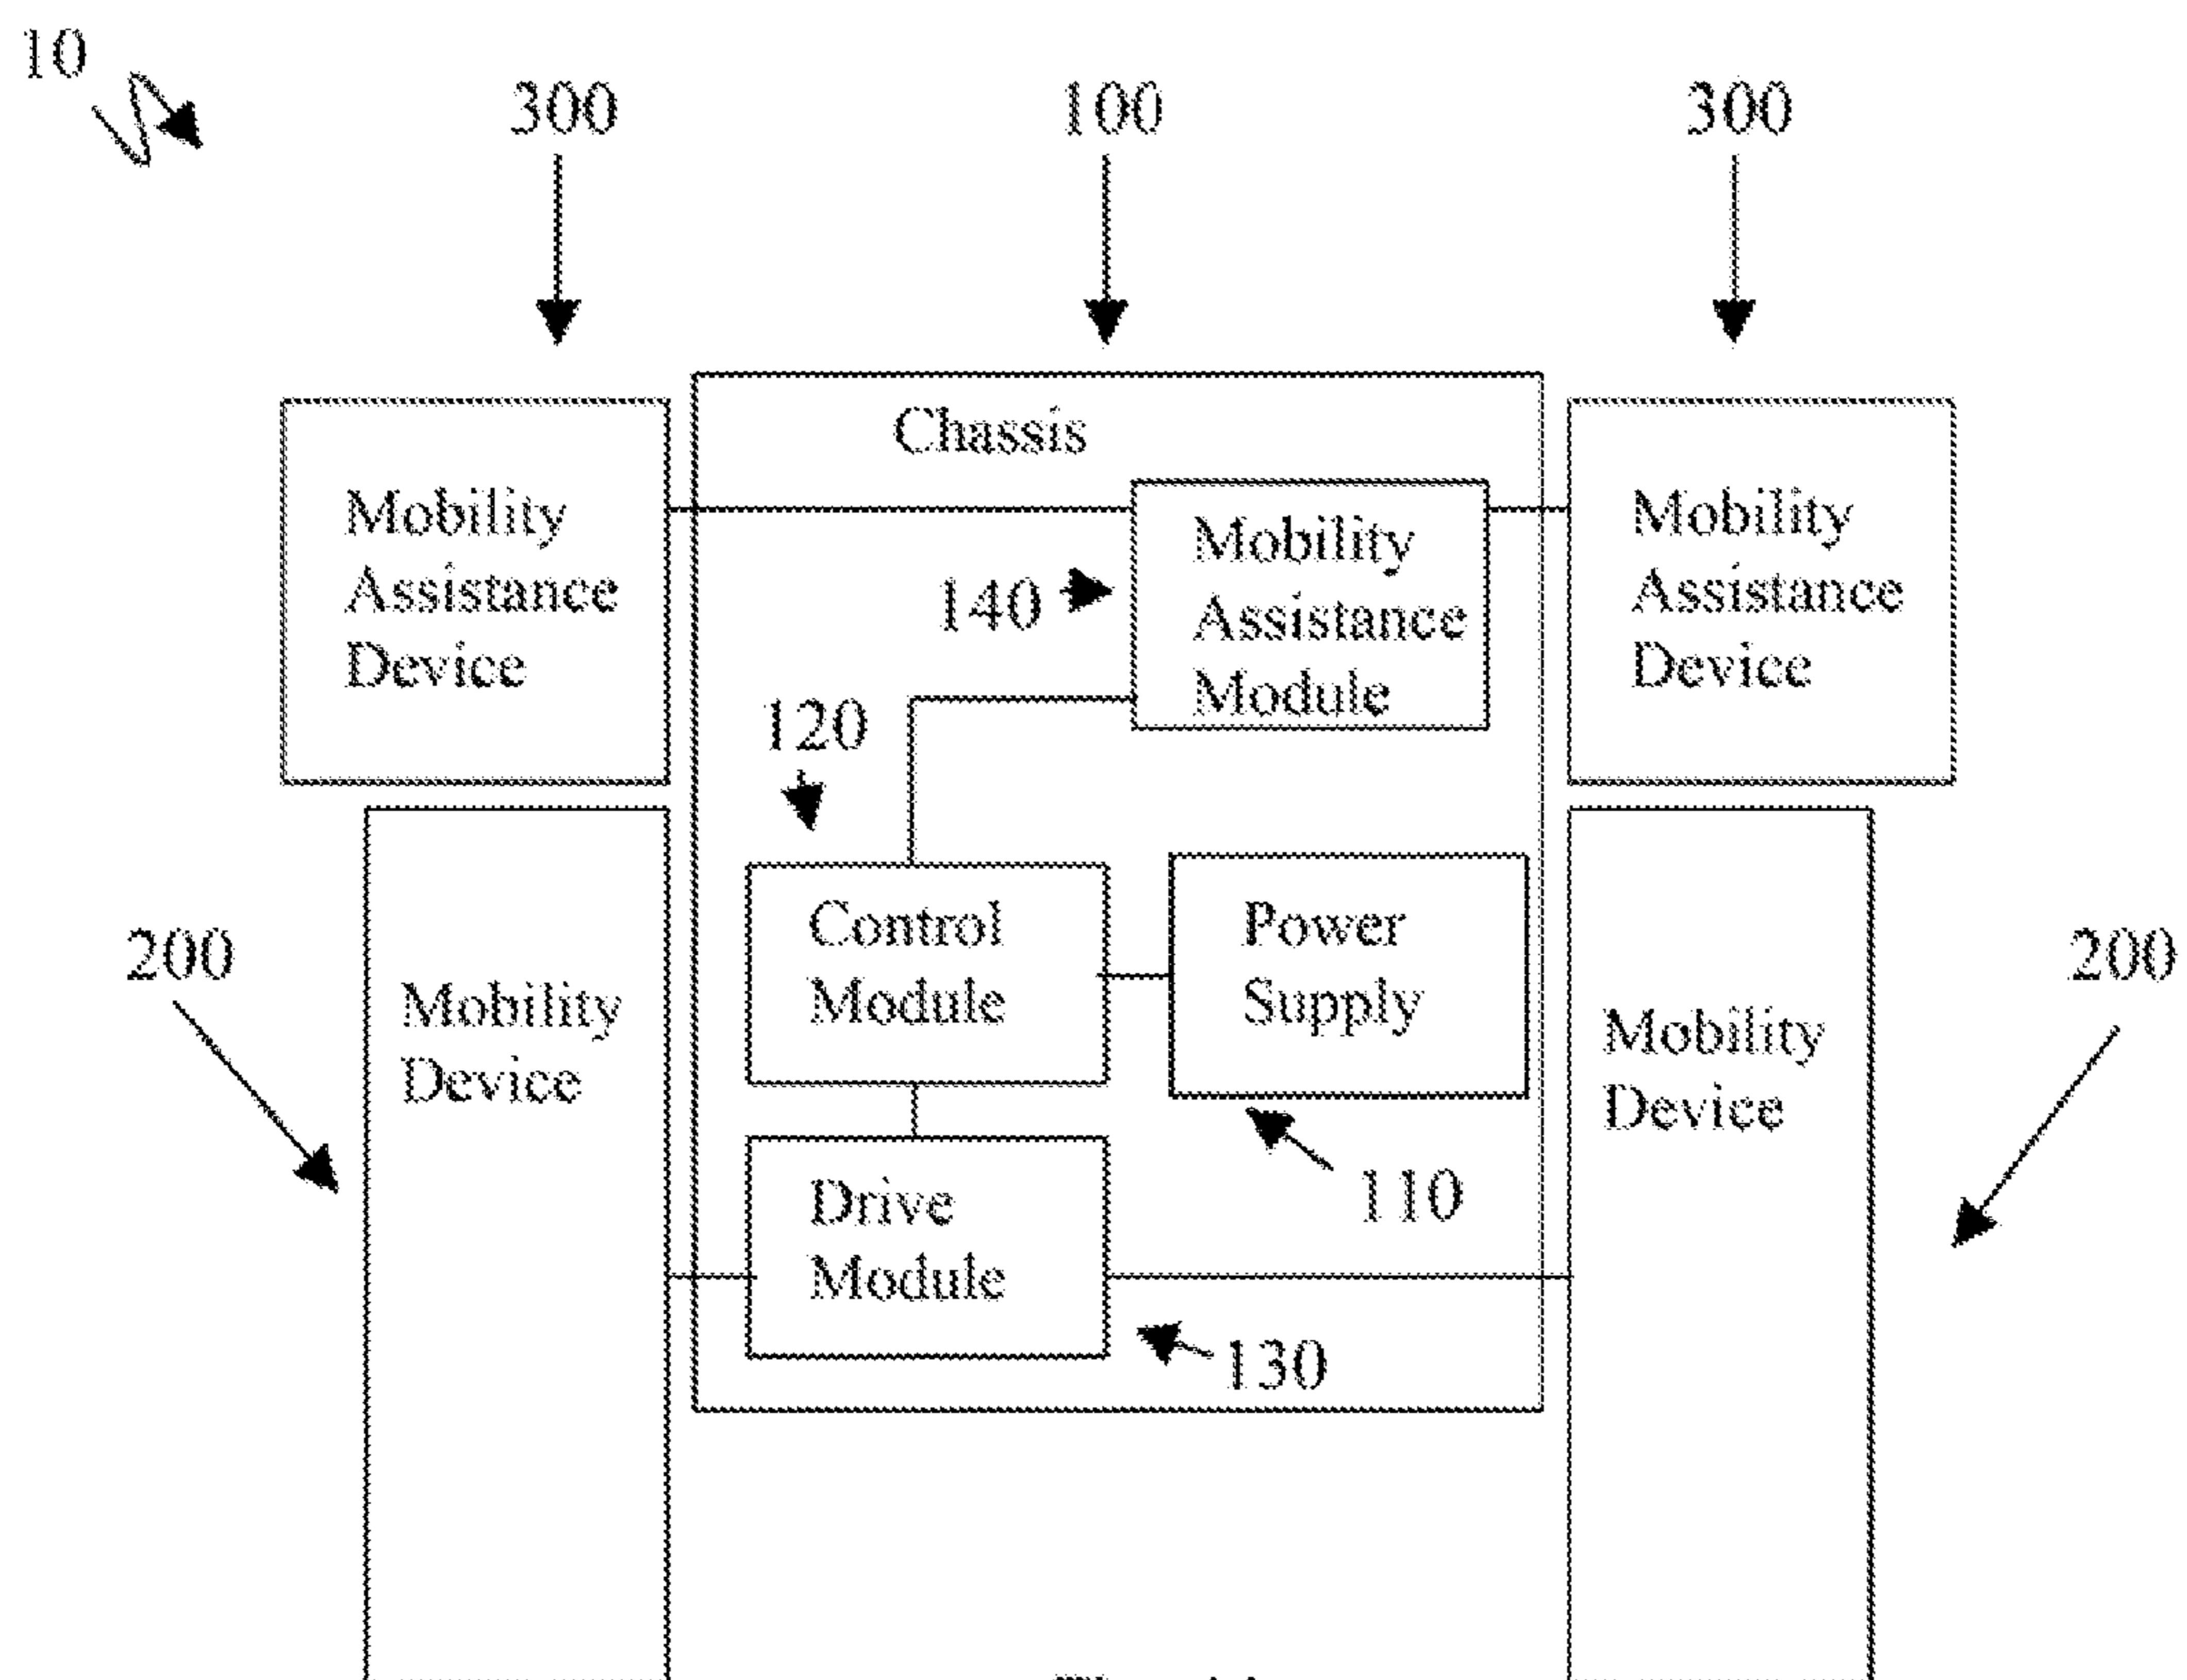 10
300
100
300
Chassis
Mobility
Assistance
Device
140
Mobility
Assistance
Module
Mobility
Assistance
Device
120
200
Mobility
Device
Control
Module
Power
Supply
110
Mobility
Device
200
Drive
Module
130